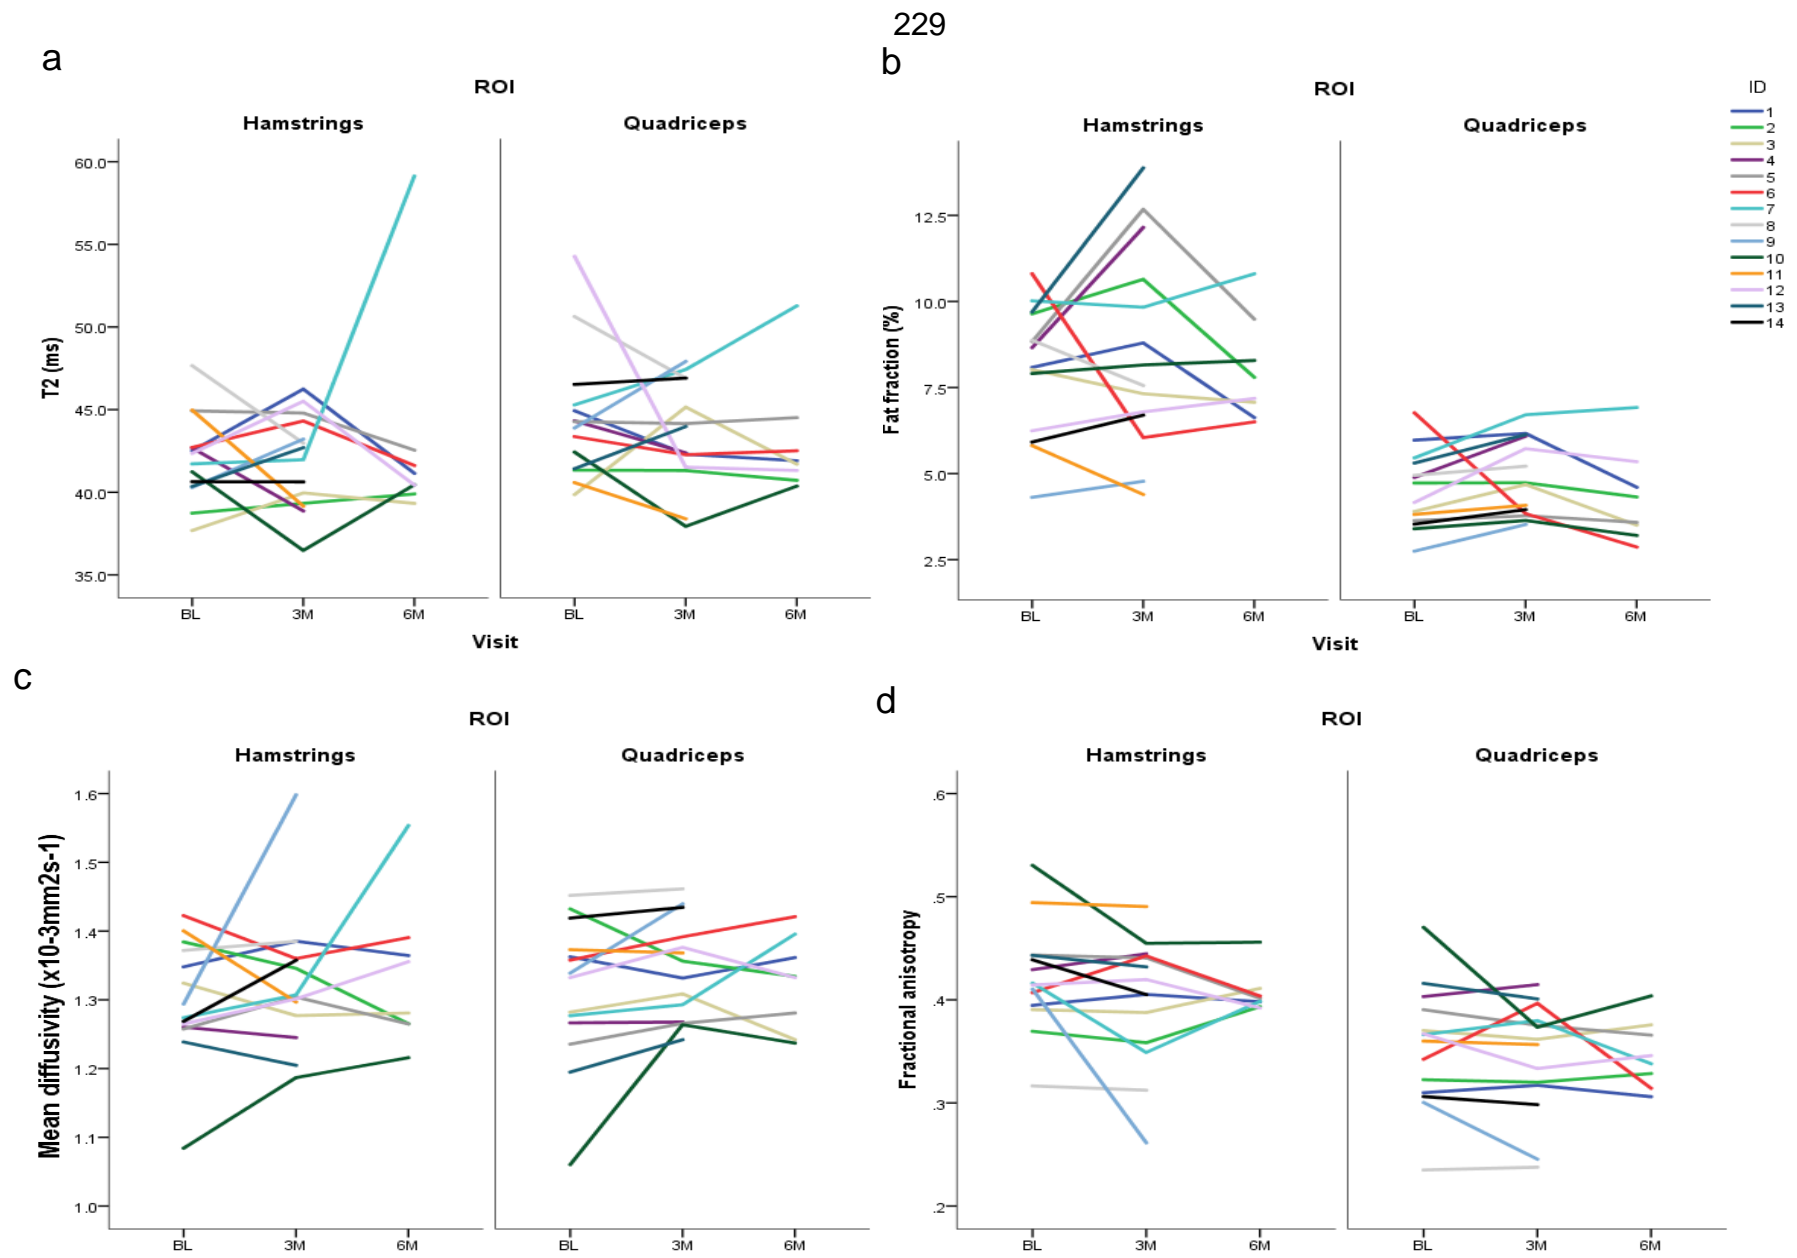 229
a
ROI
Hamstrings
Quadriceps
T2 (ms)
60.0
55.0
50.0
45.0
40.0
35.0
BL
3M
6M
BL
3M
6M
Visit
b
ROI
Hamstrings
Quadriceps
Fat fraction (%)
12.5
10.0
7.5
5.0
2.5
BL
3M
6M
BL
3M
6M
Visit
ID
1
2
3
4
5
6
7
8
9
10
11
12
13
14
c
ROI
Hamstrings
Quadriceps
Mean diffusivity (x10-3mm2s-1)
1.6
1.5
1.4
1.3
1.2
1.1
1.0
BL
3M
6M
BL
3M
6M
d
ROI
Hamstrings
Quadriceps
Fractional anisotropy
.6
.5
.4
.3
.2
BL
3M
6M
BL
3M
6M